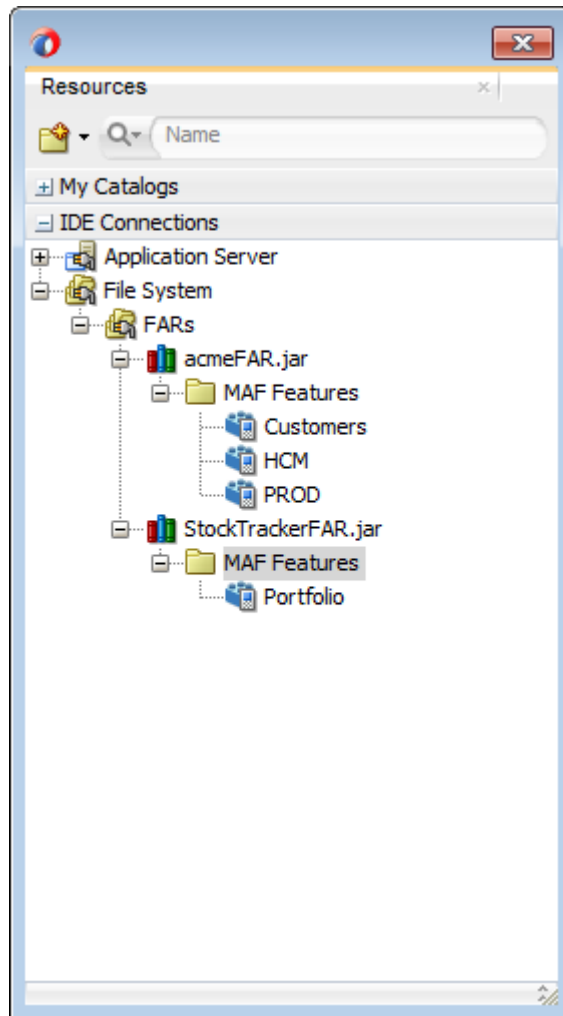 Resources
Name
My Catalogs
IDE Connections
Application Server
File System
FARs
acmeFAR.jar
MAF Features
Customers
HCM
PROD
StockTrackerFAR.jar
MAF Features
Portfolio